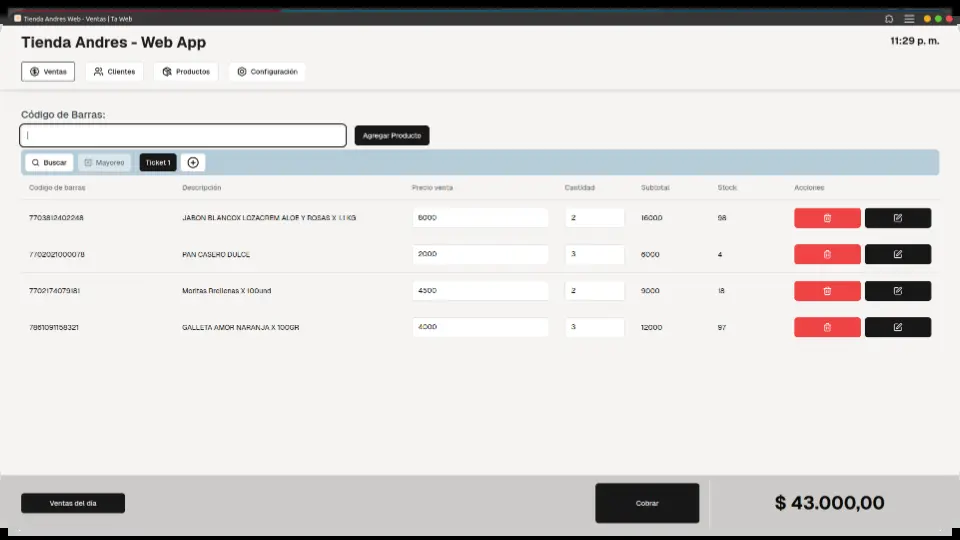 Tienda Andres Web - Ventas | Ta Web
Tienda Andres - Web App
11:29 p. m.
Ventas
Clientes
Productos
Configuración
Código de Barras:
Agregar Producto
Buscar
Mayoreo
Ticket 1
Codigo de barras Descripción Precio venta Cantidad Subtotal Stock Acciones
7703812402248 JABON BLANCOX LOZACREM ALOE Y ROSAS X 1.1 KG 8000 2 16000 98
7702021000078 PAN CASERO DULCE 2000 3 6000 4
7702174079181 Moritas Rrellenas X 100und 4500 2 9000 18
7861091158321 GALLETA AMOR NARANJA X 100GR 4000 3 12000 97
Ventas del día
Cobrar
$ 43.000,00